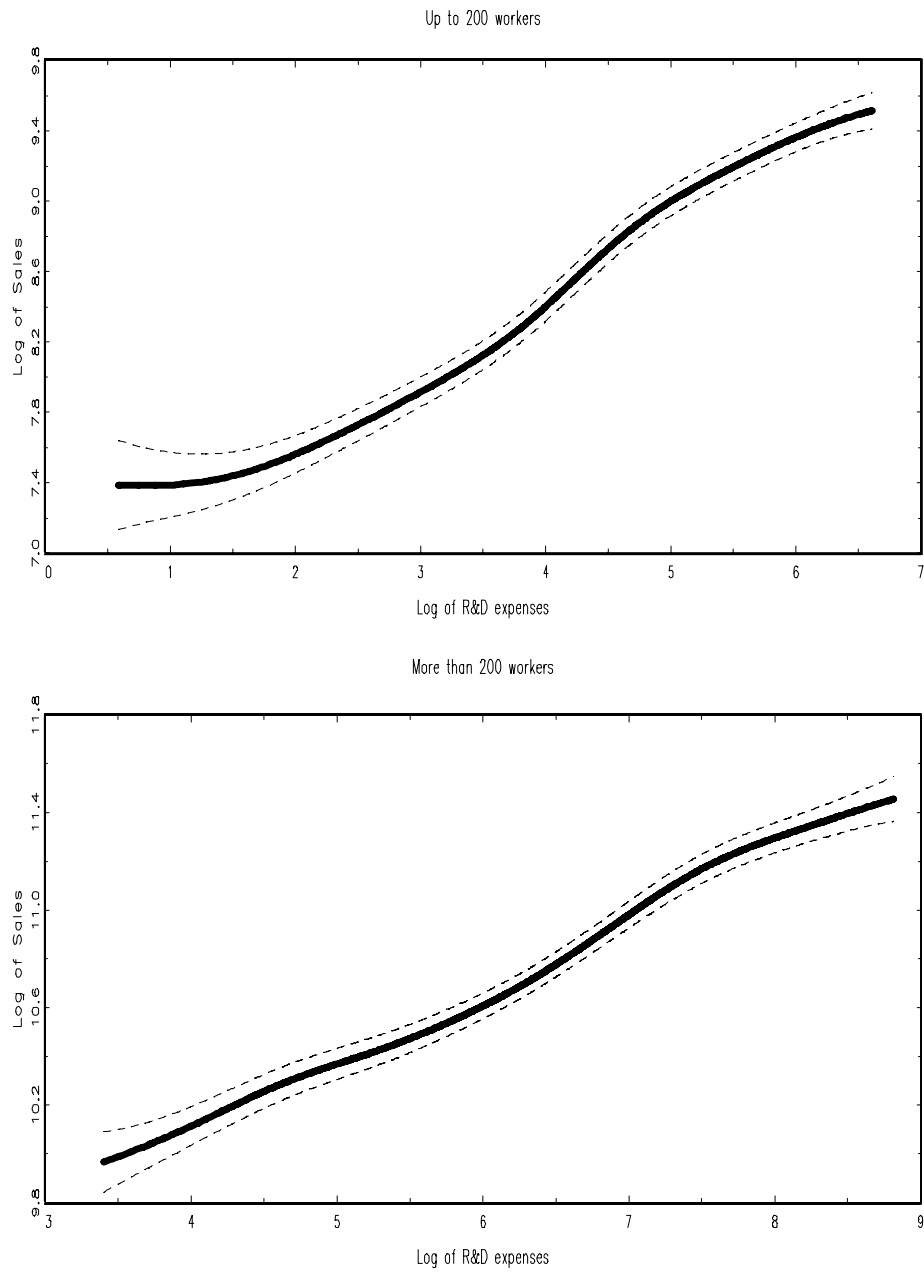 Up to 200 workers
9.8
9.4
9.0
8.6
8.2
7.8
7.4
7.0
Log of Sales
0 1 2 3 4 5 6 7
Log of R&D expenses
More than 200 workers
11.8
11.4
11.0
10.6
10.2
9.8
Log of Sales
3 4 5 6 7 8 9
Log of R&D expenses